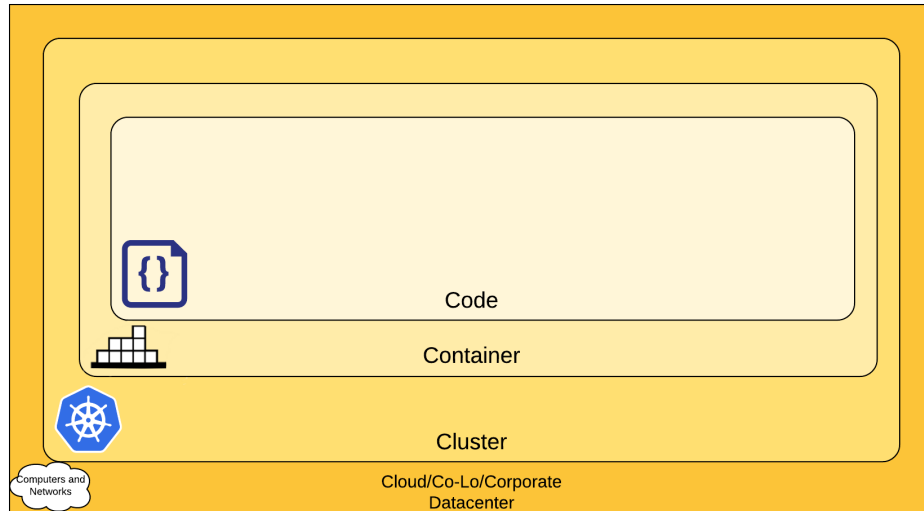 {}
Code
Container
Cluster
Computers and
Networks
Cloud/Co-Lo/Corporate
Datacenter